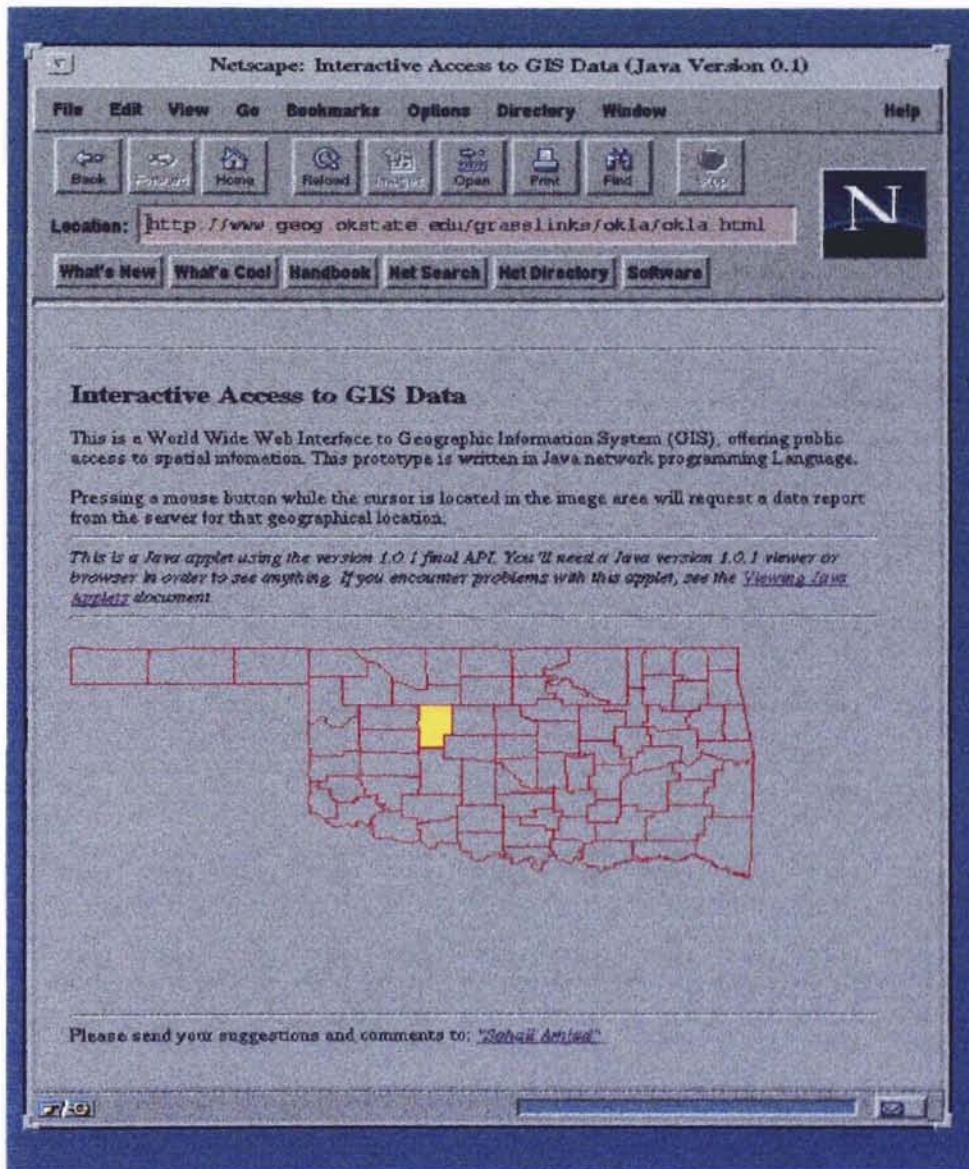 Netscape: Interactive Access to GIS Data (Java Version 0.1)
File Edit View Go Bookmarks Options Directory Window Help
Back Forward Home Reload Images Open Print Find Stop
N
Location: http://www.geog.okstate.edu/grasslinks/okla/okla.html
What's New What's Cool Handbook Net Search Net Directory Software
Interactive Access to GIS Data
This is a World Wide Web Interface to Geographic Information System (GIS), offering public
access to spatial infomation. This prototype is written in Java network programming Language.
Pressing a mouse button while the cursor is located in the image area will request a data report
from the server for that geographical location.
This is a Java applet using the version 1.0.1 final API. You'll need a Java version 1.0.1 viewer or
browser in order to see anything. If you encounter problems with this applet, see the Viewing Java
Applets document.
Please send your suggestions and comments to: "Sohail Amjad"